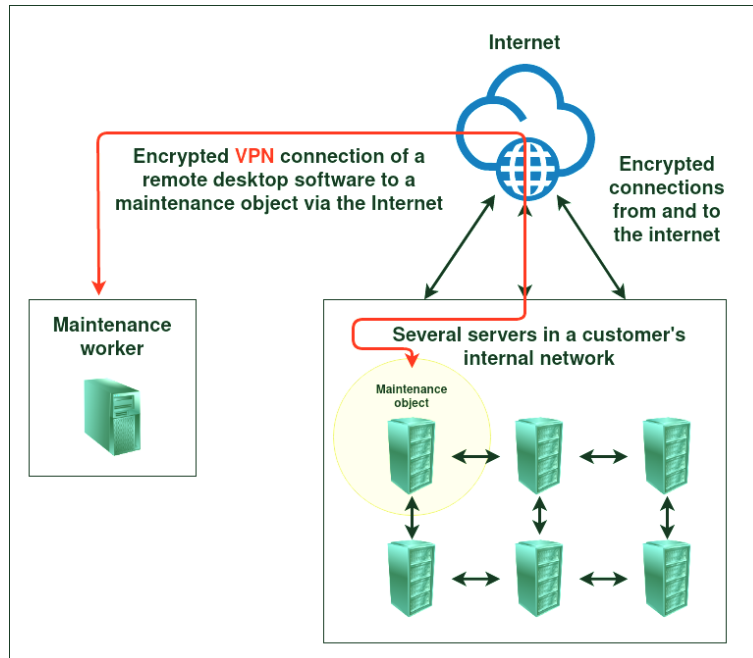 Internet
Encrypted VPN connection of a
remote desktop software to a
maintenance object via the Internet
Encrypted
connections
from and to
the internet
Maintenance
worker
Several servers in a customer's
internal network
Maintenance
object